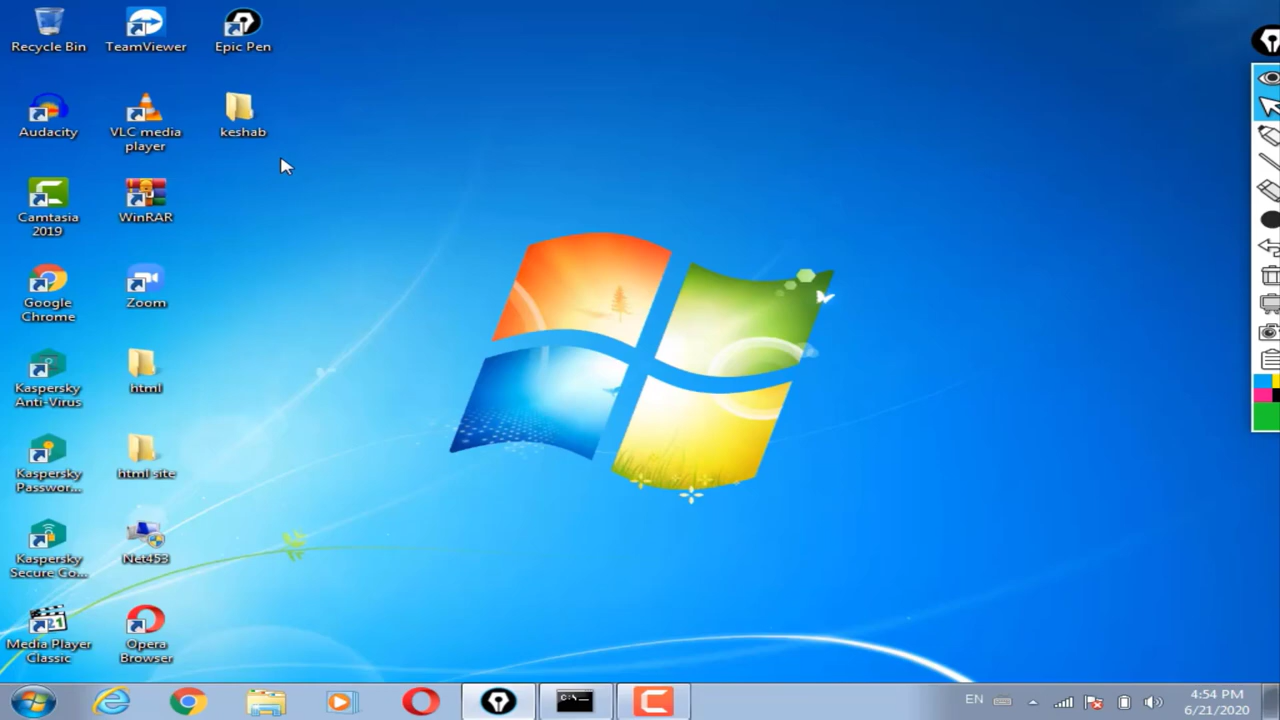 Recycle Bin
TeamViewer
Epic Pen
Audacity
VLC media
player
keshab
Camtasia
2019
WinRAR
Google
Chrome
Zoom
Kaspersky
Anti-Virus
html
Kaspersky
Passwor...
html site
Kaspersky
Secure Co...
Net453
Media Player
Classic
Opera
Browser
EN
4:54 PM
6/21/2020